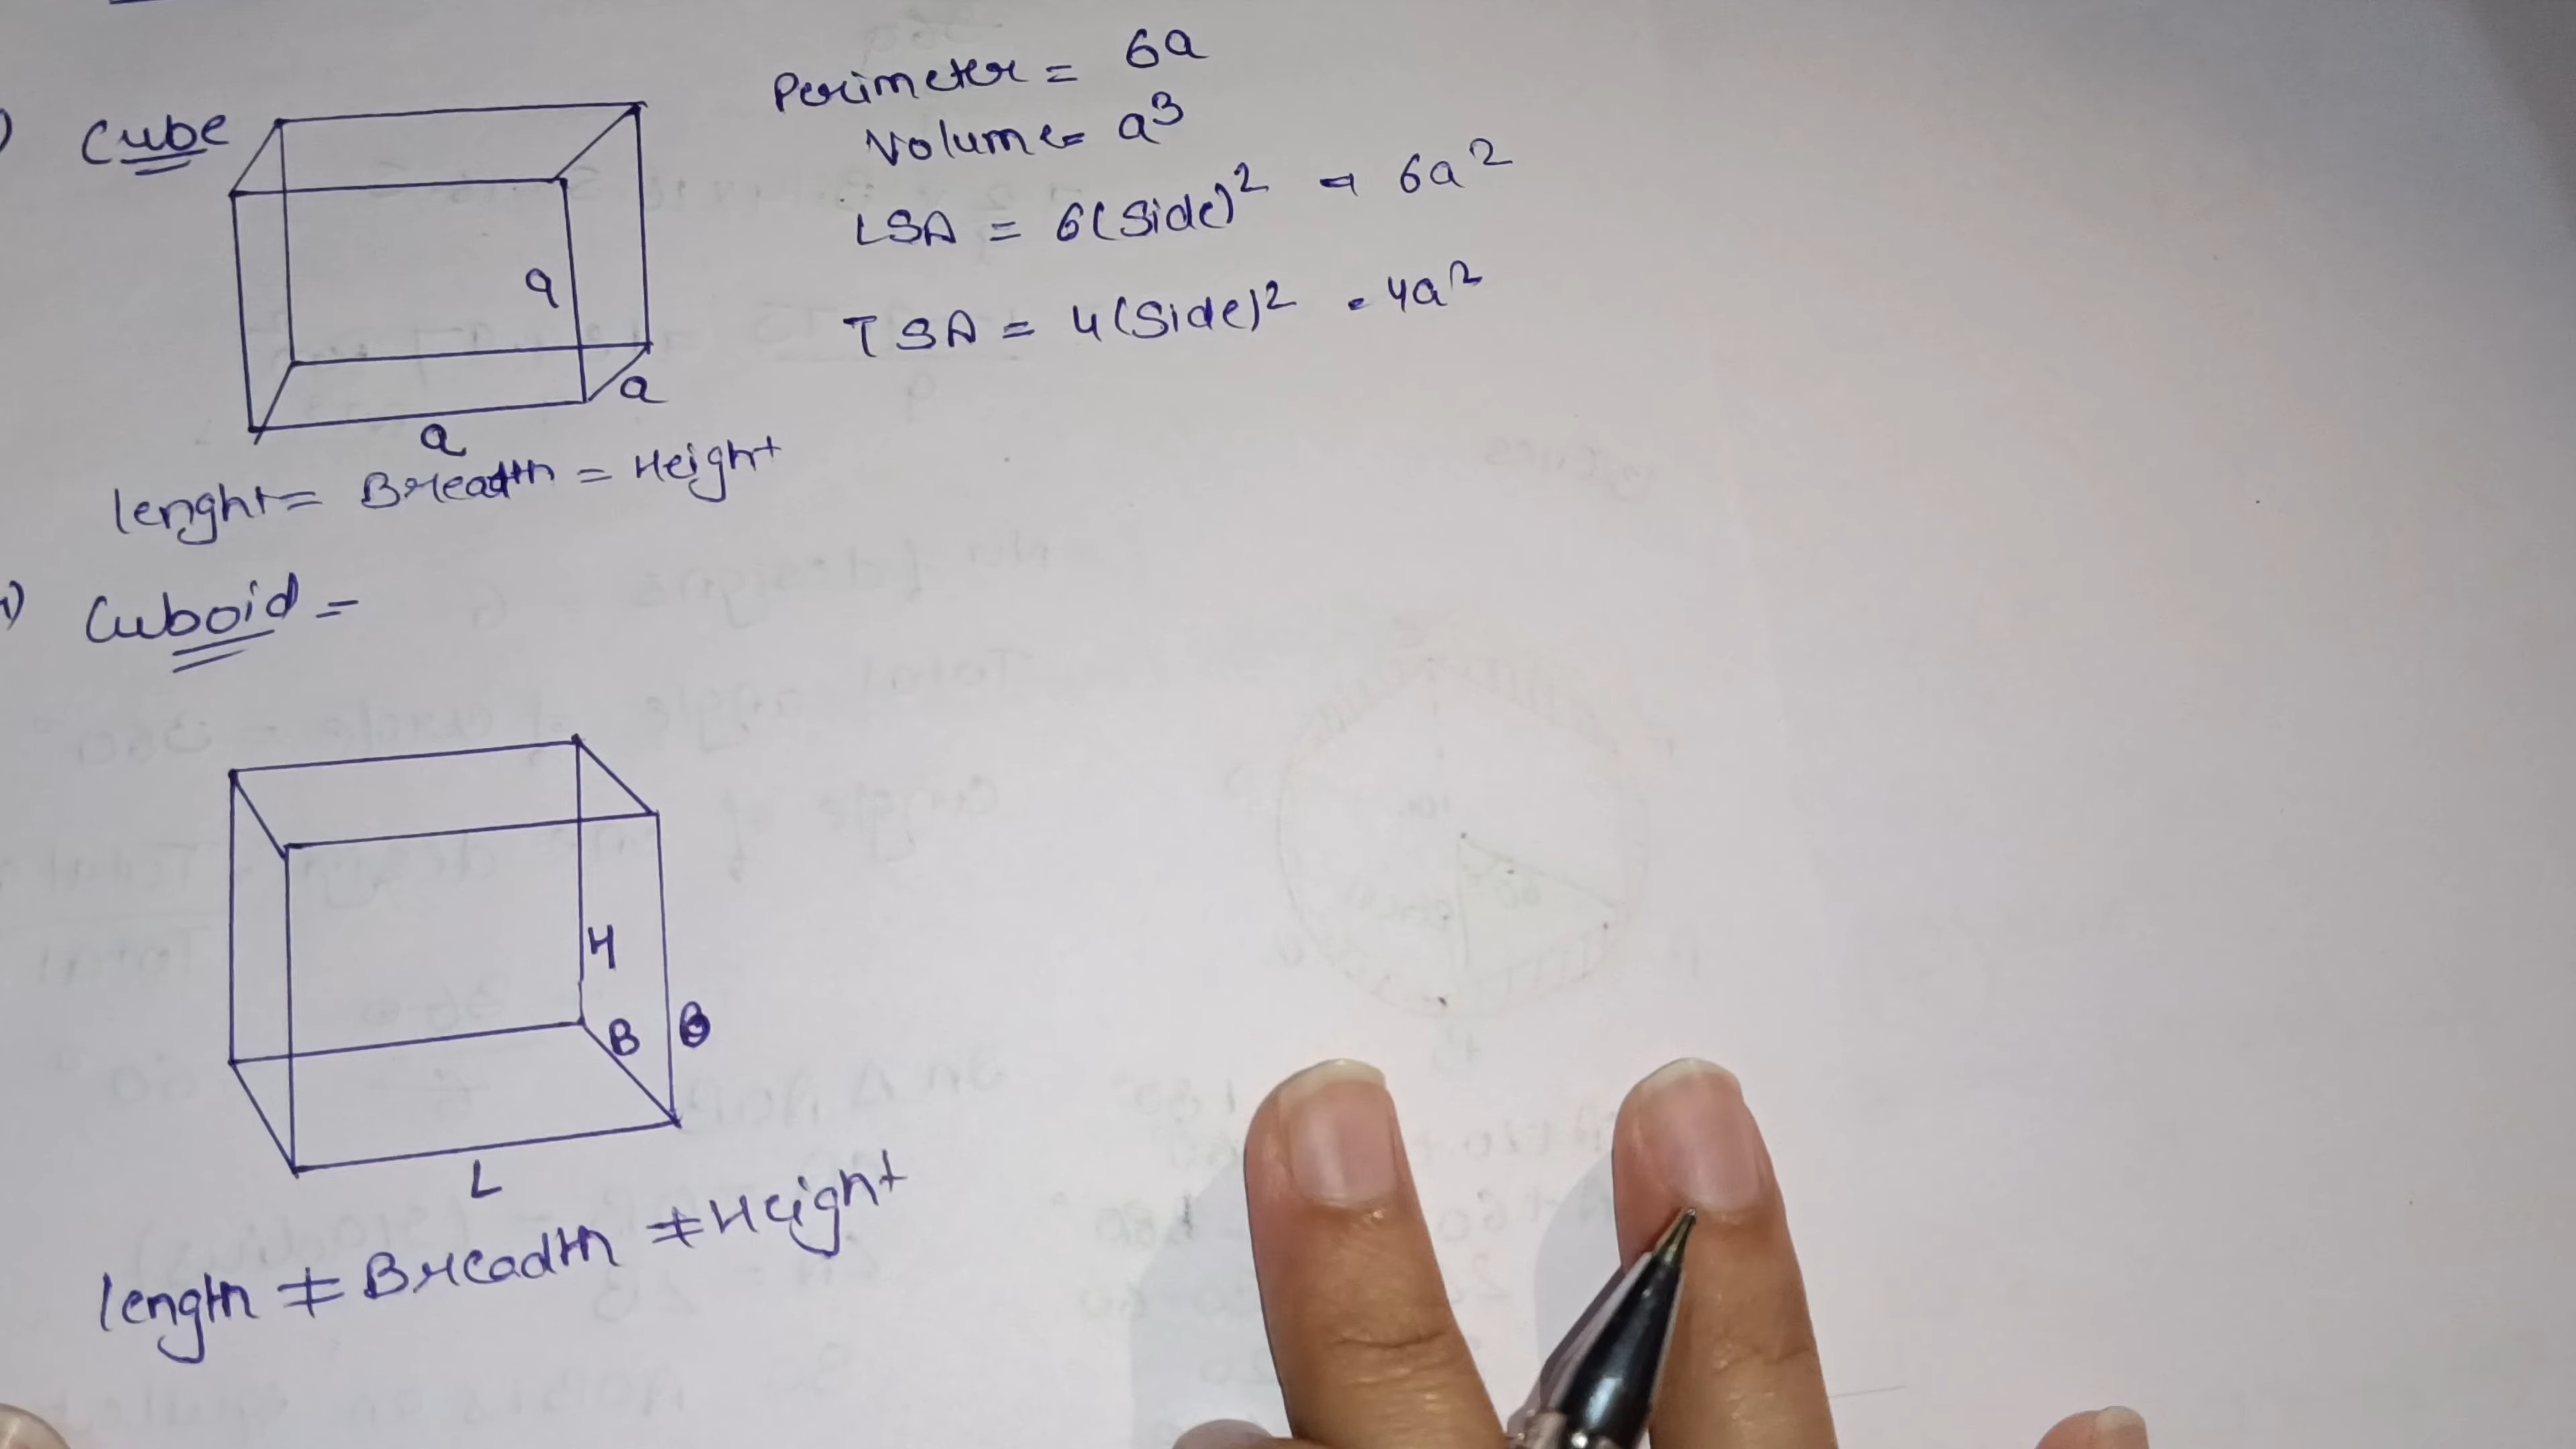 Cube
Perimeter = 6a
Volume = a³
LSA = 6(Side)² = 6a²
TSA = 4(Side)² = 4a²
a
a
a
lenght = Breadth = Height
Cuboid =
H
B
L
length ≠ Breadth ≠ Height